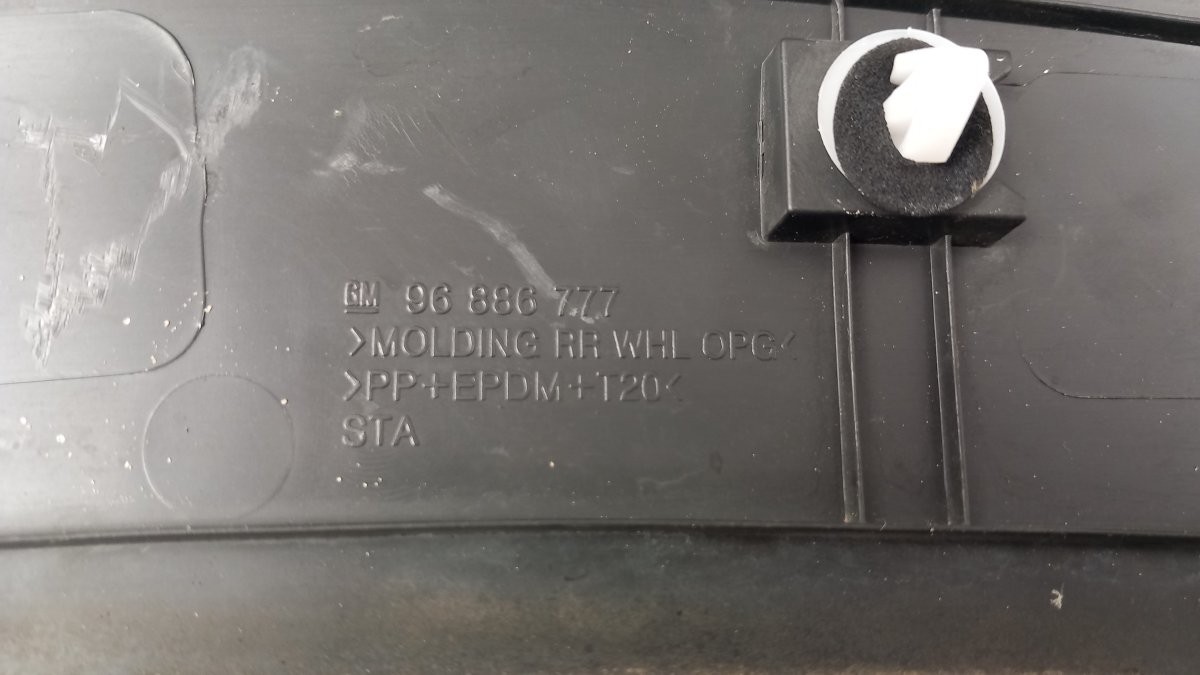 GM 96 886 777
>MOLDING RR WHL OPG<
>PP+EPDM+T20<
STA